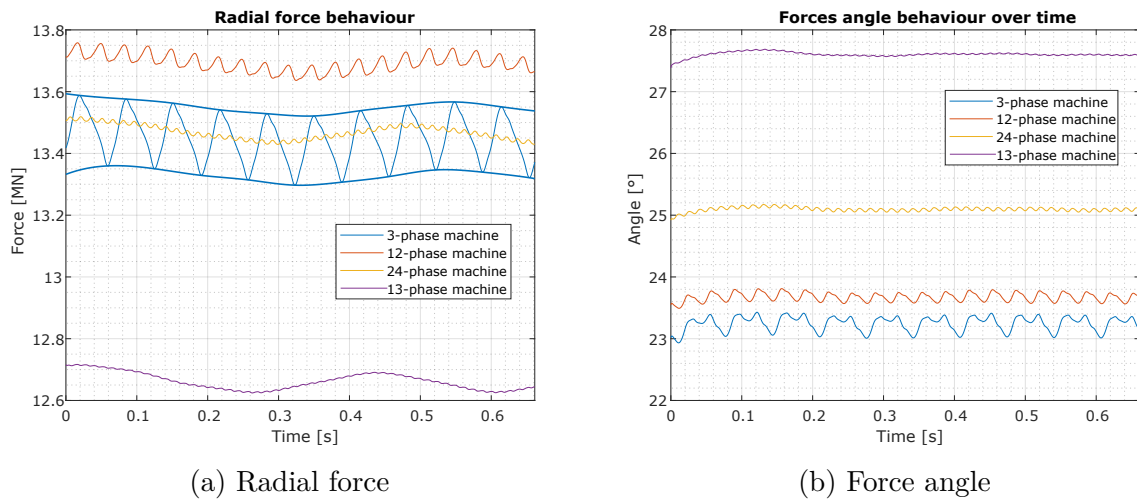 Radial force behaviour
13.8
13.6
13.4
13.2
13
12.8
12.6
Force [MN]
3-phase machine
12-phase machine
24-phase machine
13-phase machine
0 0.1 0.2 0.3 0.4 0.5 0.6
Time [s]
(a) Radial force
Forces angle behaviour over time
28
27
26
25
24
23
22
Angle [°]
3-phase machine
12-phase machine
24-phase machine
13-phase machine
0 0.1 0.2 0.3 0.4 0.5 0.6
Time [s]
(b) Force angle